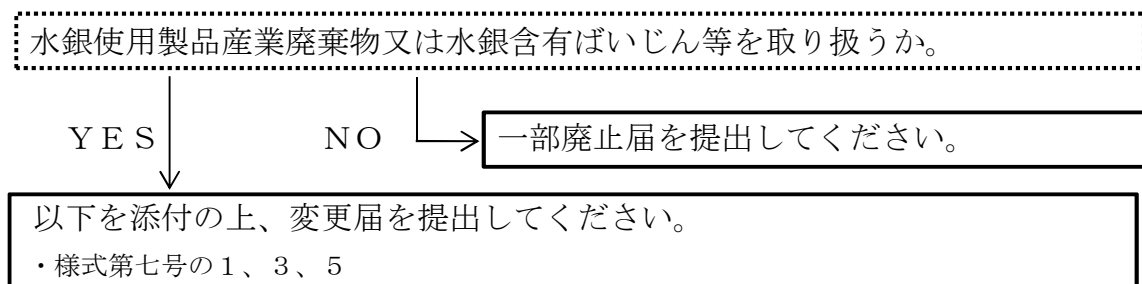 水銀使用製品産業廃棄物又は水銀含有ばいじん等を取り扱うか。
ＹＥＳ
ＮＯ
一部廃止届を提出してください。
以下を添付の上、変更届を提出してください。
・様式第七号の１、３、５